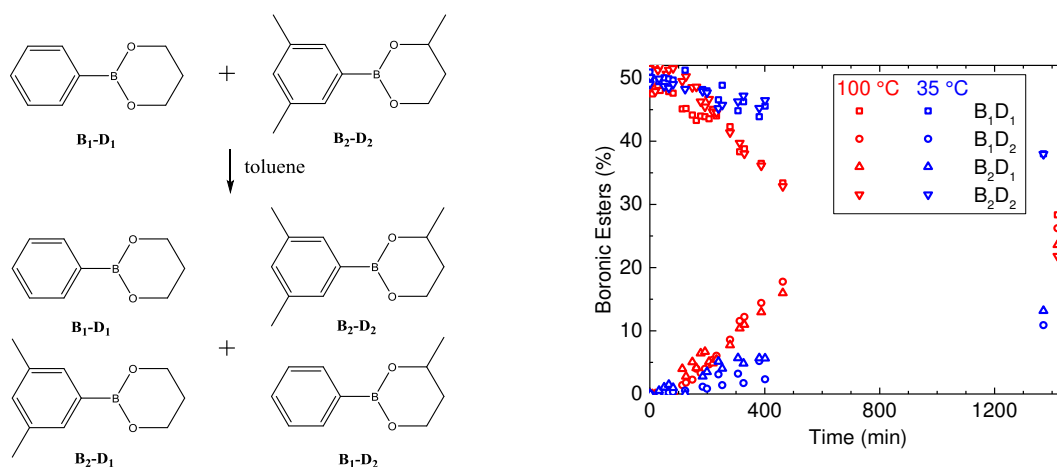 O
B
O
B₁-D₁
+
O
B
O
B₂-D₂
toluene
O
B
O
B₁-D₁
O
B
O
B₂-D₂
+
O
B
O
B₂-D₁
O
B
O
B₁-D₂
Boronic Esters (%)
50
40
30
20
10
0
100 °C 35 °C
B₁D₁
B₁D₂
B₂D₁
B₂D₂
0 400 800 1200
Time (min)